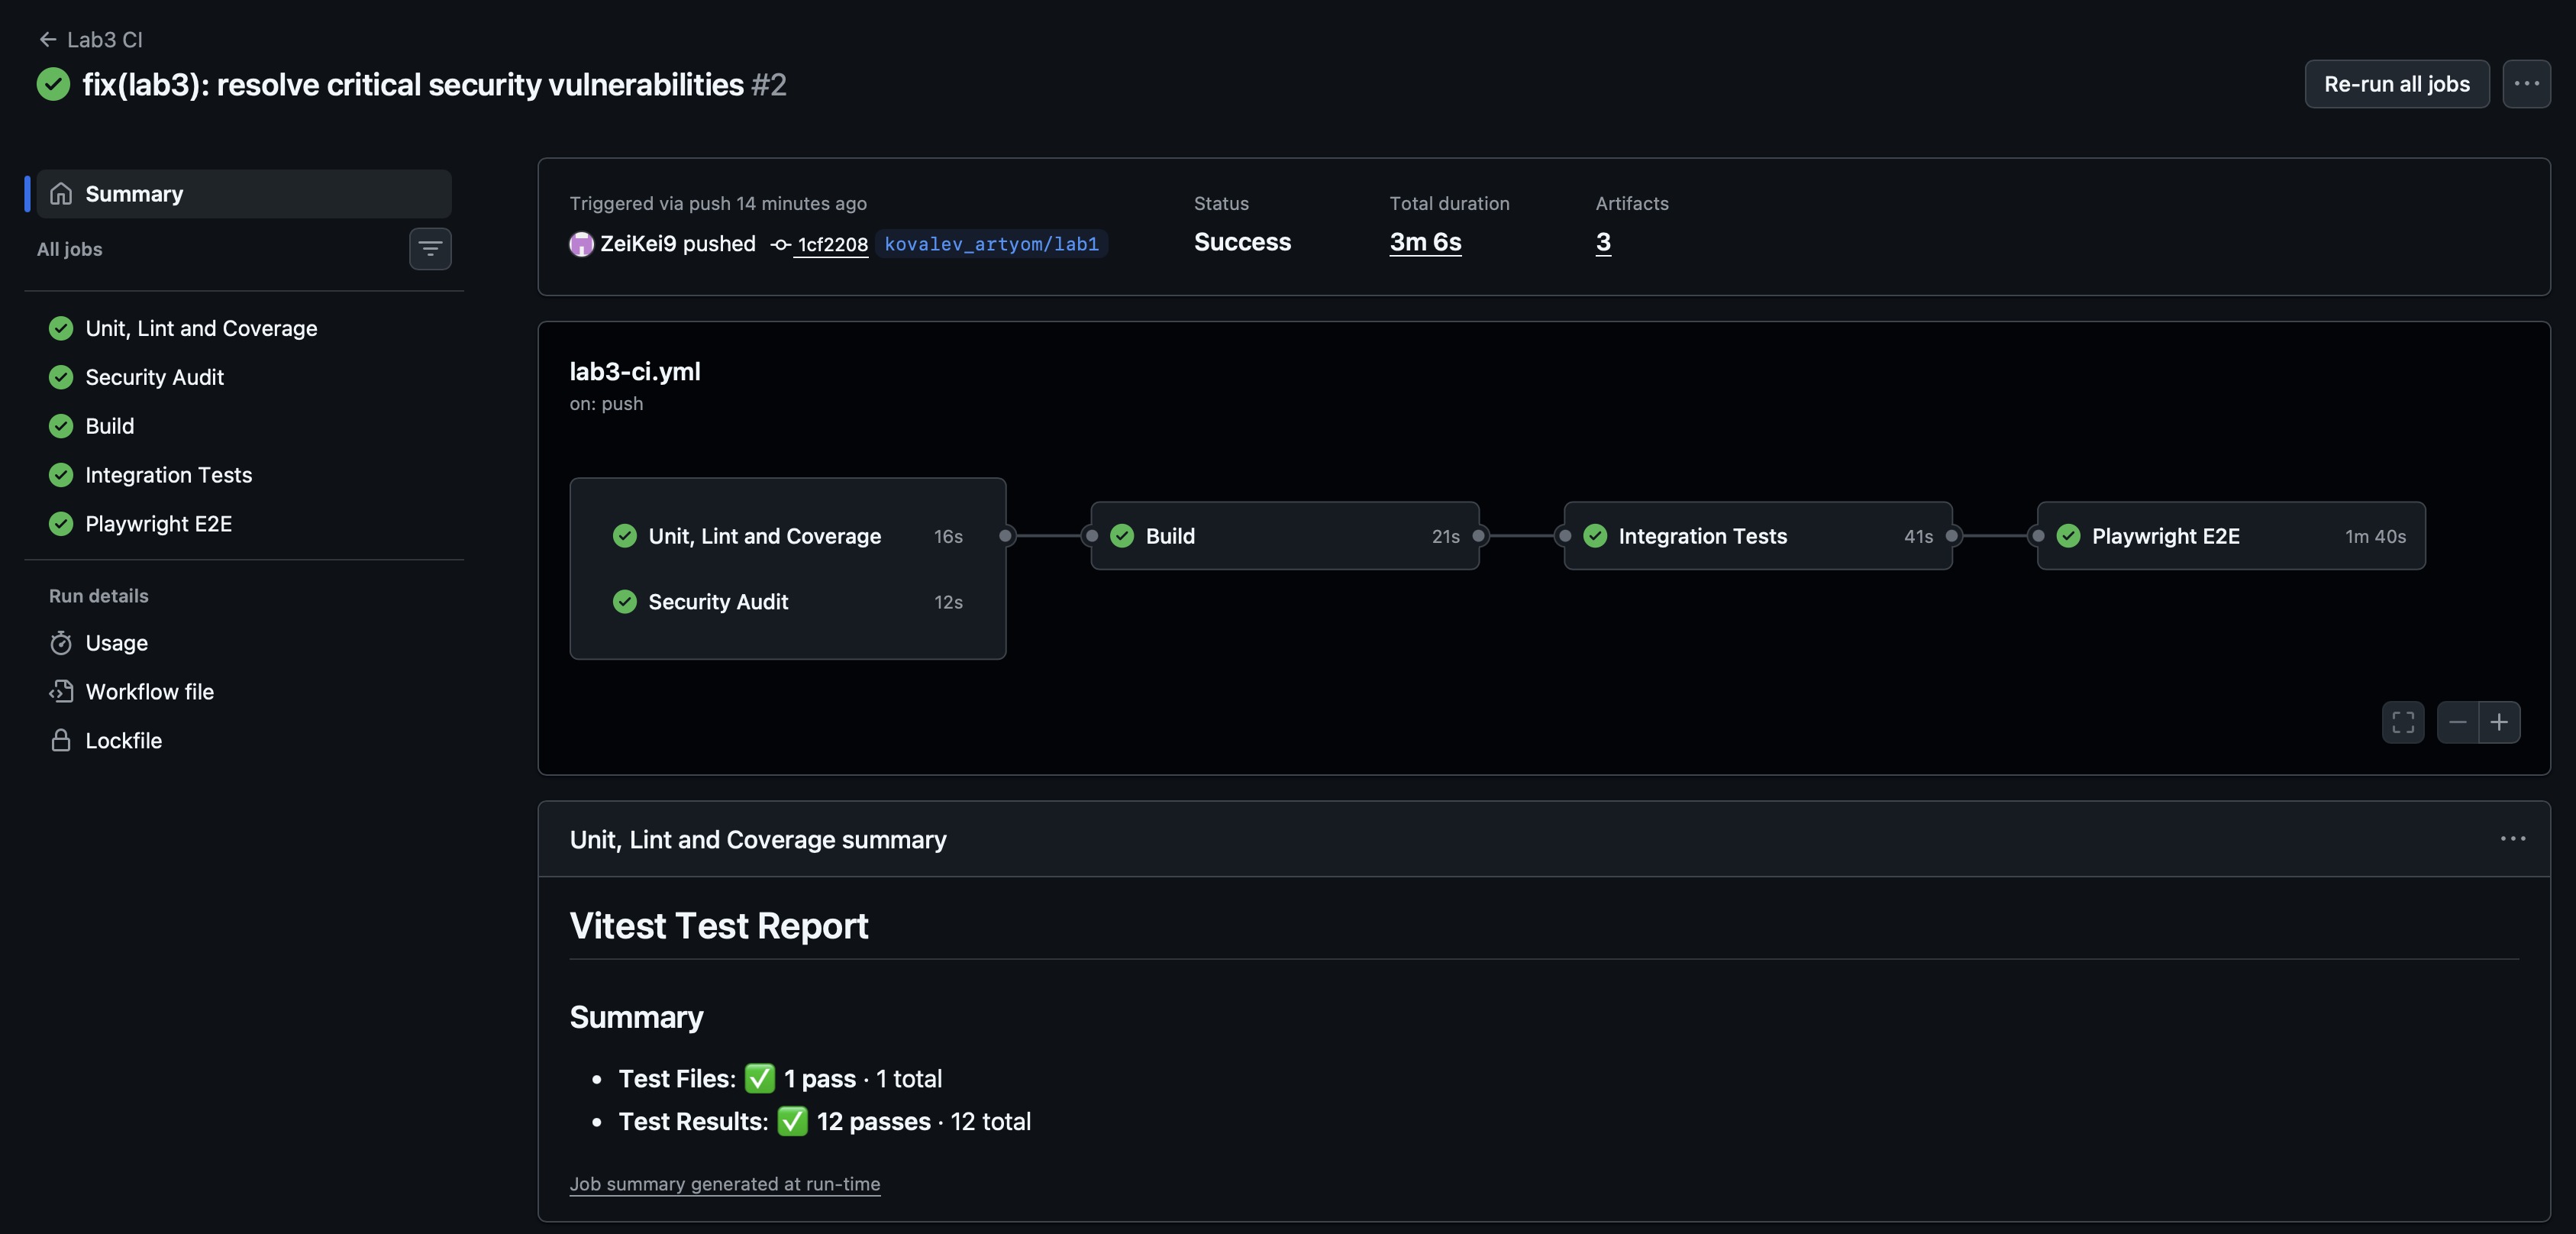 Lab3 CI
fix(lab3): resolve critical security vulnerabilities #2
Re-run all jobs
Summary
All jobs
Unit, Lint and Coverage
Security Audit
Build
Integration Tests
Playwright E2E
Run details
Usage
Workflow file
Lockfile
Triggered via push 14 minutes ago
ZeiKei9 pushed 1cf2208 kovalev_artyom/lab1
Status
Success
Total duration
3m 6s
Artifacts
3
lab3-ci.yml
on: push
Unit, Lint and Coverage 16s
Security Audit 12s
Build 21s
Integration Tests 41s
Playwright E2E 1m 40s
Unit, Lint and Coverage summary
Vitest Test Report
Summary
• Test Files: ✅ 1 pass · 1 total
• Test Results: ✅ 12 passes · 12 total
Job summary generated at run-time